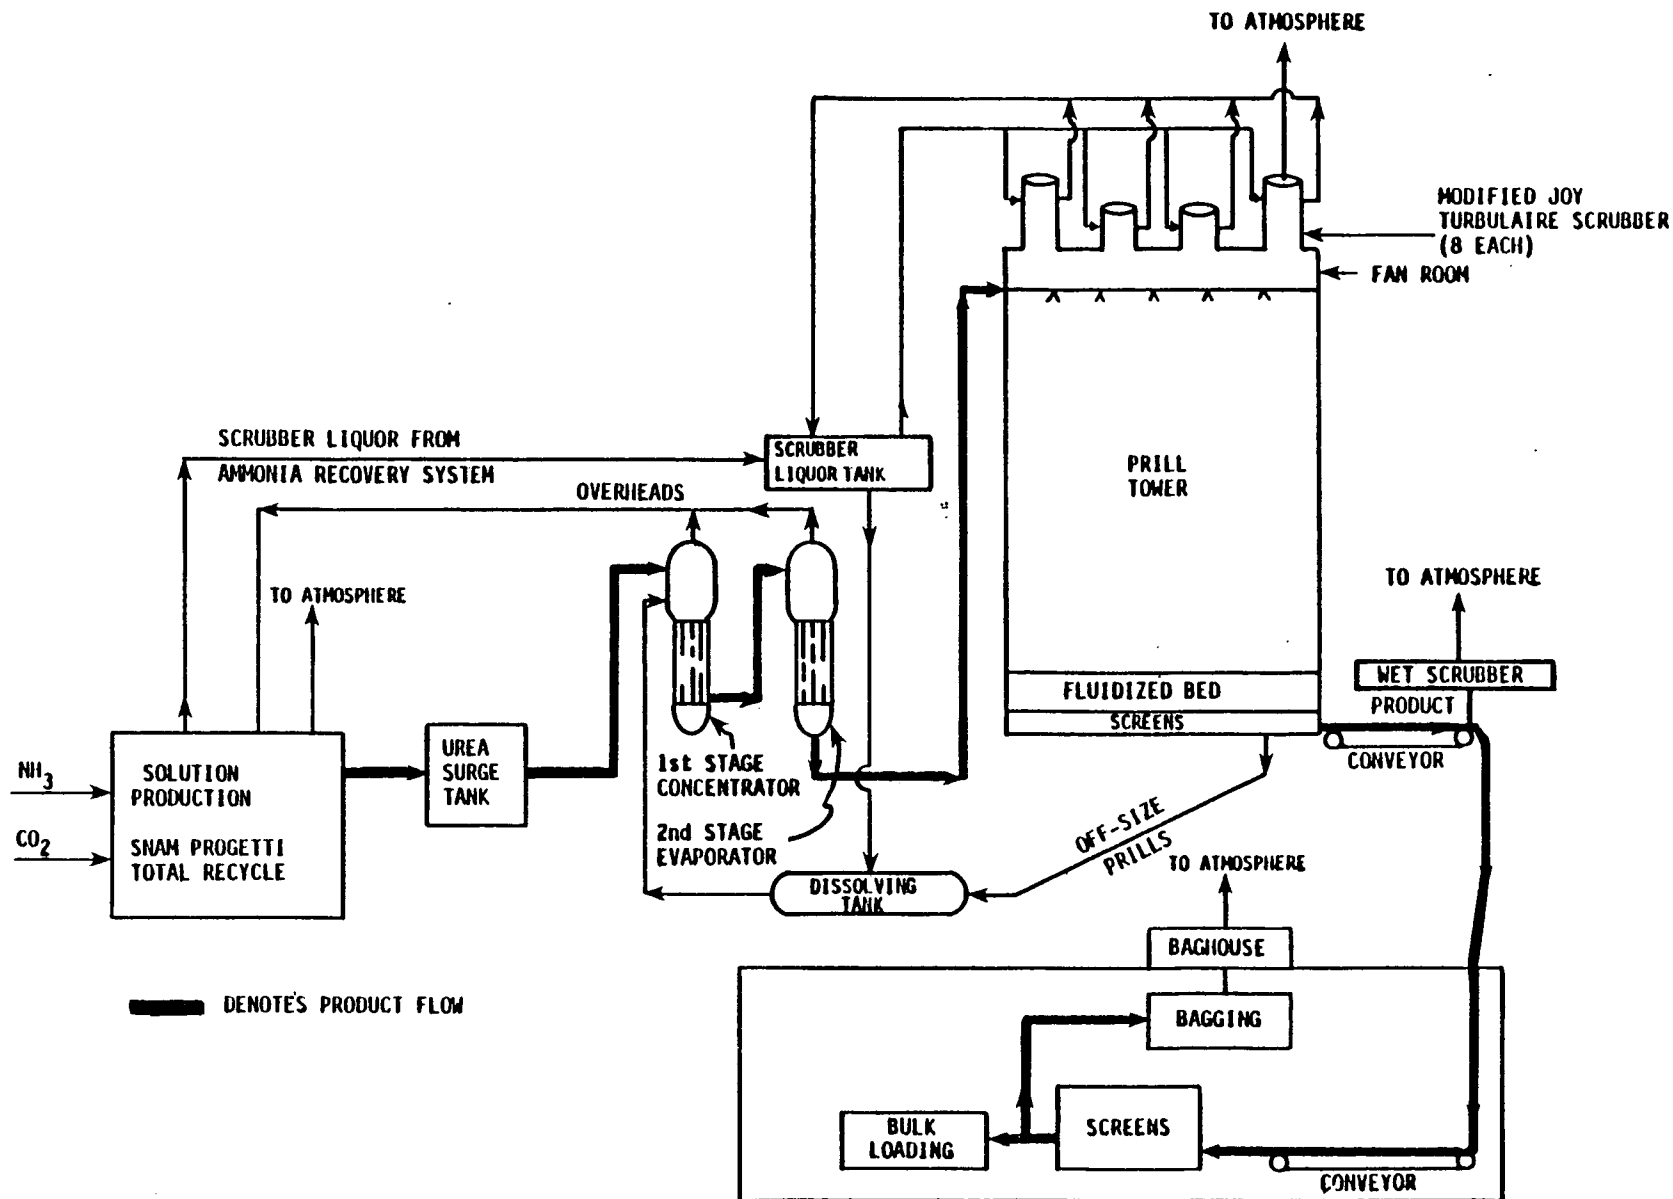 TO ATMOSPHERE
MODIFIED JOY
TURBULAIRE SCRUBBER
(8 EACH)
FAN ROOM
SCRUBBER LIQUOR FROM
AMMONIA RECOVERY SYSTEM
SCRUBBER
LIQUOR TANK
PRILL
TOWER
OVERHEADS
TO ATMOSPHERE
TO ATMOSPHERE
WET SCRUBBER
FLUIDIZED BED
PRODUCT
SCREENS
CONVEYOR
NH3
CO2
SOLUTION
PRODUCTION
SNAM PROGETTI
TOTAL RECYCLE
UREA
SURGE
TANK
1st STAGE
CONCENTRATOR
2nd STAGE
EVAPORATOR
OFF-SIZE
PRILLS
TO ATMOSPHERE
DISSOLVING
TANK
BAGHOUSE
DENOTES PRODUCT FLOW
BAGGING
BULK
LOADING
SCREENS
CONVEYOR